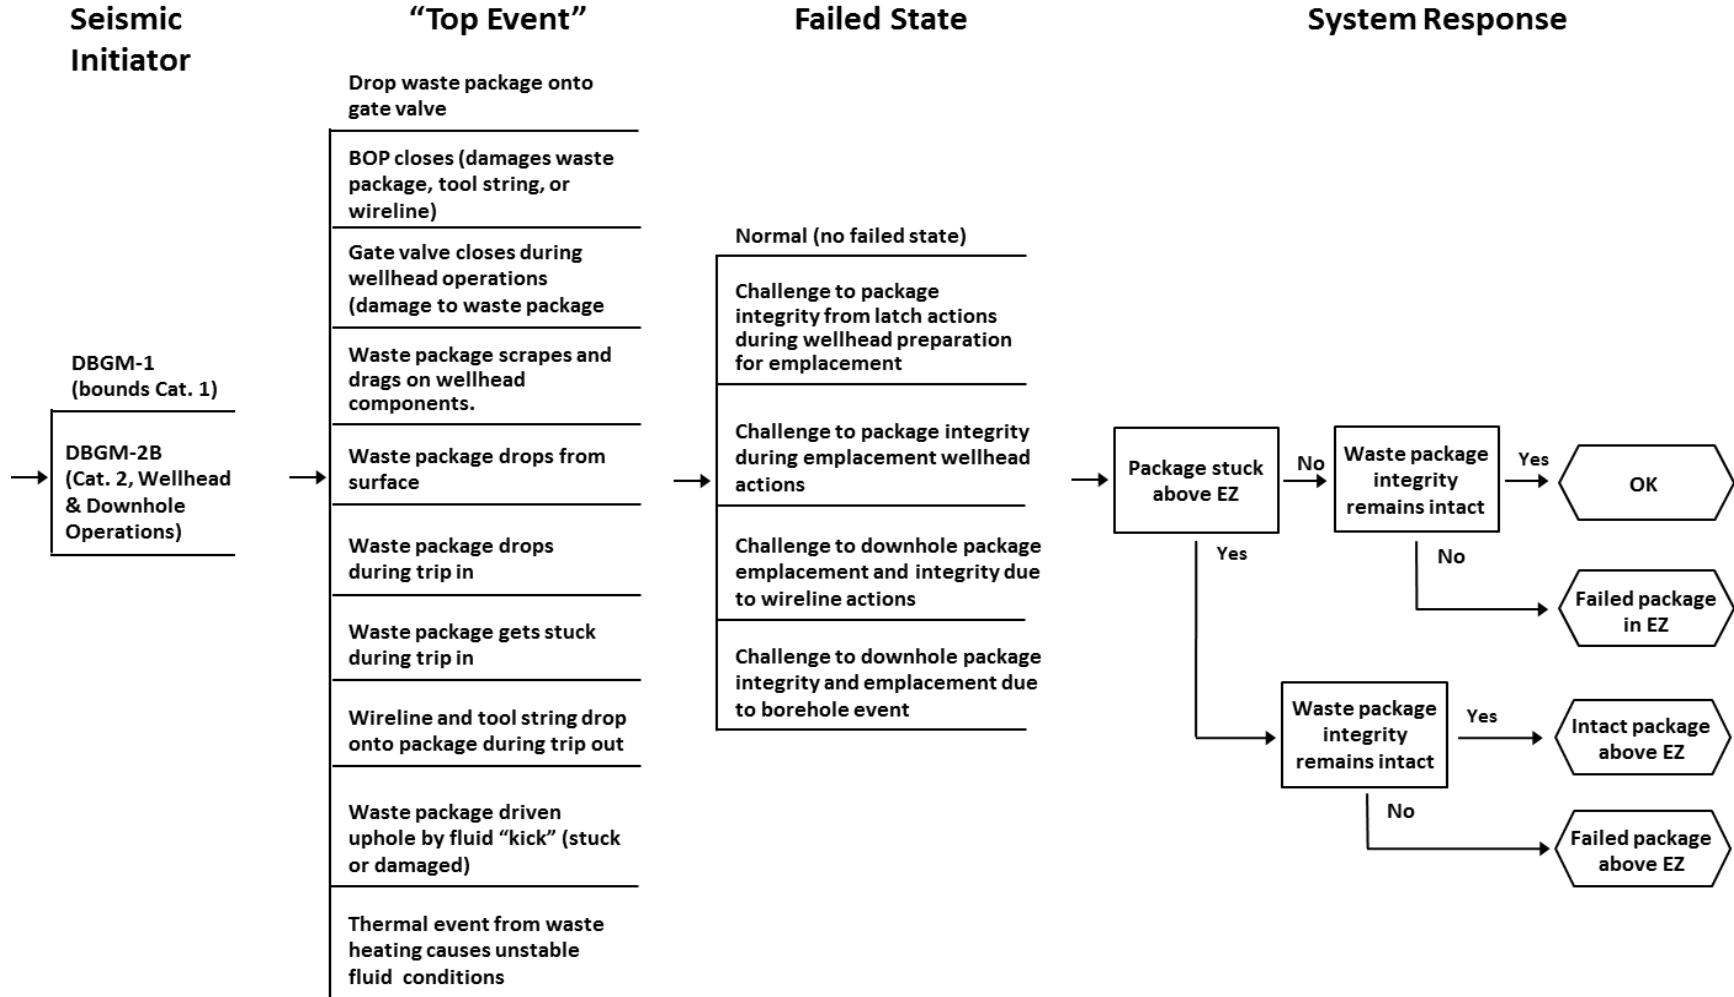 Seismic
Initiator
“Top Event”
Failed State
System Response
DBGM-1
(bounds Cat. 1)
DBGM-2B
(Cat. 2, Wellhead
& Downhole
Operations)
Drop waste package onto
gate valve
BOP closes (damages waste
package, tool string, or
wireline)
Gate valve closes during
wellhead operations
(damage to waste package
Waste package scrapes and
drags on wellhead
components.
Waste package drops from
surface
Waste package drops
during trip in
Waste package gets stuck
during trip in
Wireline and tool string drop
onto package during trip out
Waste package driven
uphole by fluid “kick” (stuck
or damaged)
Thermal event from waste
heating causes unstable
fluid conditions
Normal (no failed state)
Challenge to package
integrity from latch actions
during wellhead preparation
for emplacement
Challenge to package integrity
during emplacement wellhead
actions
Challenge to downhole package
emplacement and integrity due
to wireline actions
Challenge to downhole package
integrity and emplacement due
to borehole event
Package stuck
above EZ
No
Waste package
integrity
remains intact
Yes
OK
Yes
No
Failed package
in EZ
Waste package
integrity
remains intact
Yes
Intact package
above EZ
No
Failed package
above EZ